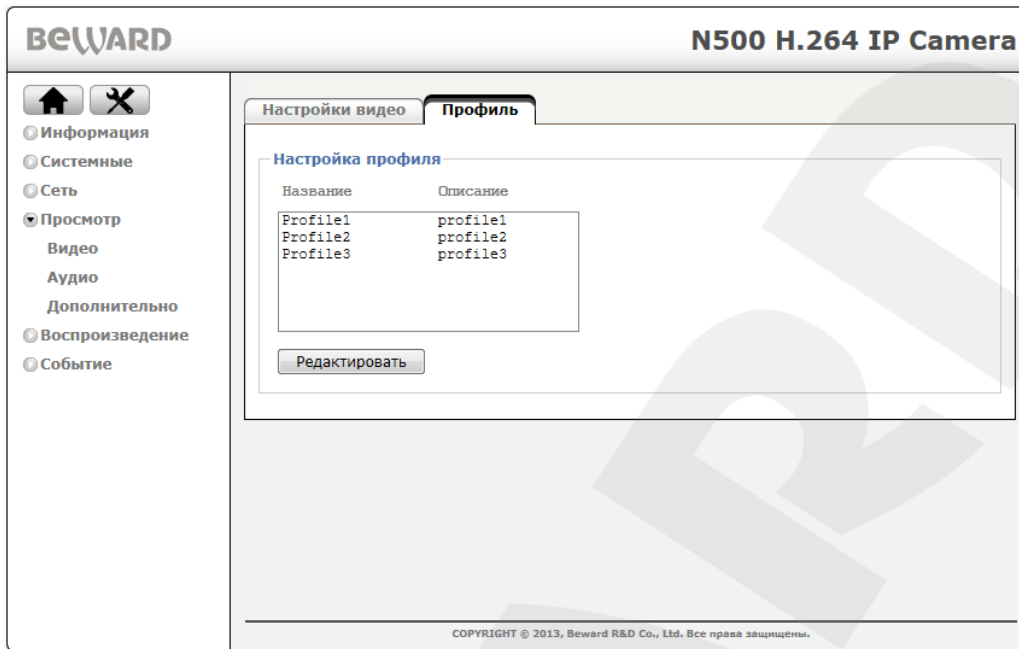 BEWARD
N500 H.264 IP Camera
Информация
Системные
Сеть
Просмотр
Видео
Аудио
Дополнительно
Воспроизведение
Событие
Настройки видео
Профиль
Настройка профиля
Название Описание
Profile1 profile1
Profile2 profile2
Profile3 profile3
Редактировать
COPYRIGHT © 2013, Beward R&D Co., Ltd. Все права защищены.